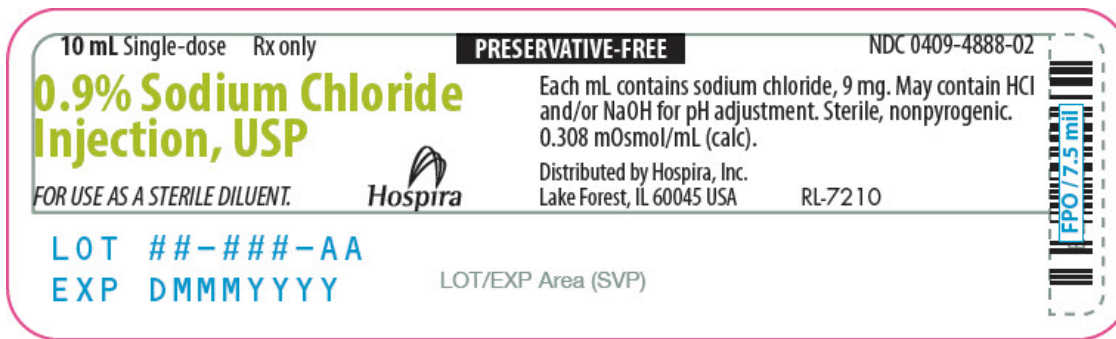 10 mL Single-dose Rx only PRESERVATIVE-FREE NDC 0409-4888-02
0.9% Sodium Chloride
Injection, USP
FOR USE AS A STERILE DILUENT.
Hospira
Each mL contains sodium chloride, 9 mg. May contain HCl
and/or NaOH for pH adjustment. Sterile, nonpyrogenic.
0.308 mOsmol/mL (calc).
Distributed by Hospira, Inc.
Lake Forest, IL 60045 USA RL-7210
FPO / 7.5 mil
LOT ##-###-AA
EXP DMMMYYYY
LOT/EXP Area (SVP)